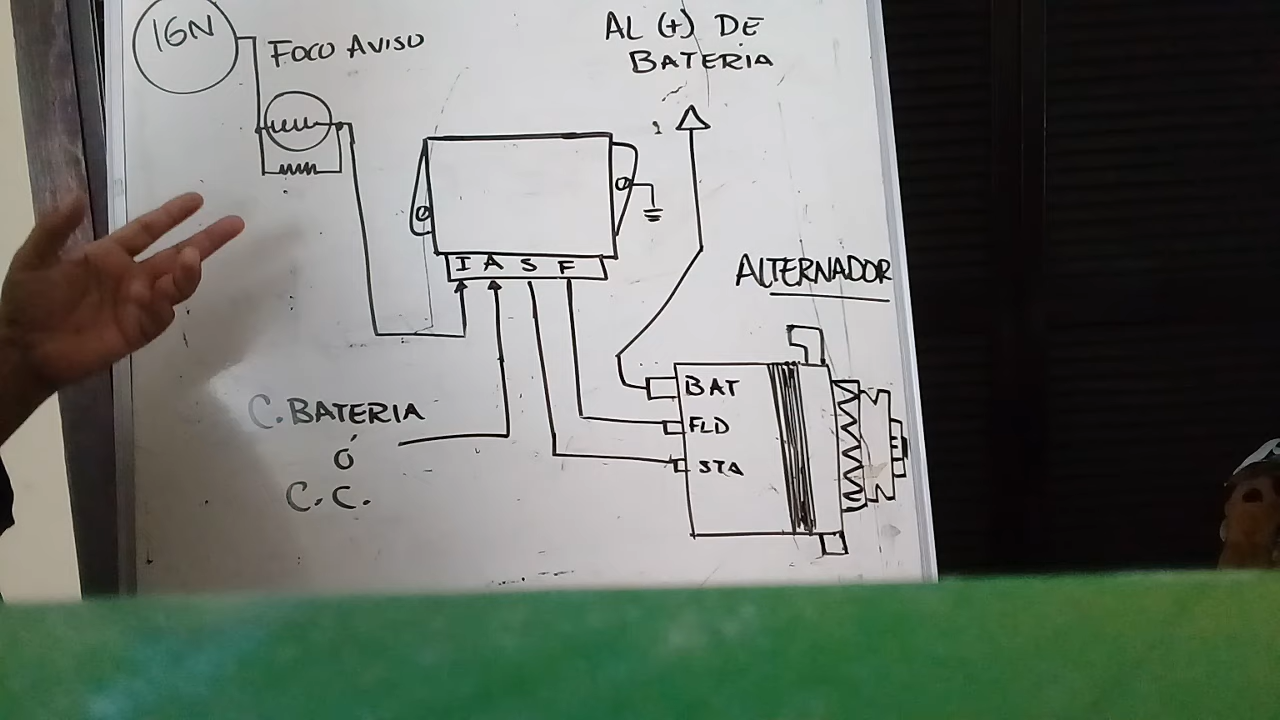 IGN
FOCO AVISO
AL (+) DE
BATERIA
I A S F
ALTERNADOR
BAT
FLD
STA
C. BATERIA
Ó
C.C.